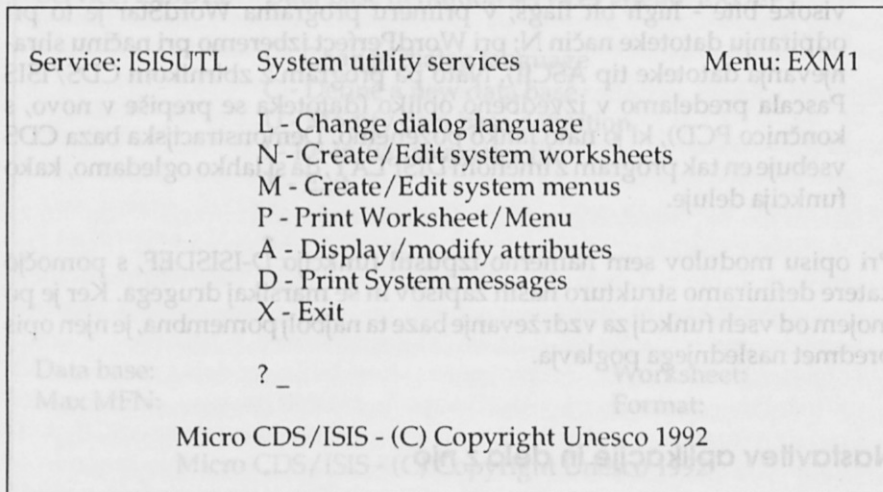 Service: ISISUTL System utility services Menu: EXM1
L - Change dialog language
N - Create/Edit system worksheets
M - Create/Edit system menus
P - Print Worksheet/Menu
A - Display/modify attributes
D - Print System messages
X - Exit
? _
Micro CDS/ISIS - (C) Copyright Unesco 1992